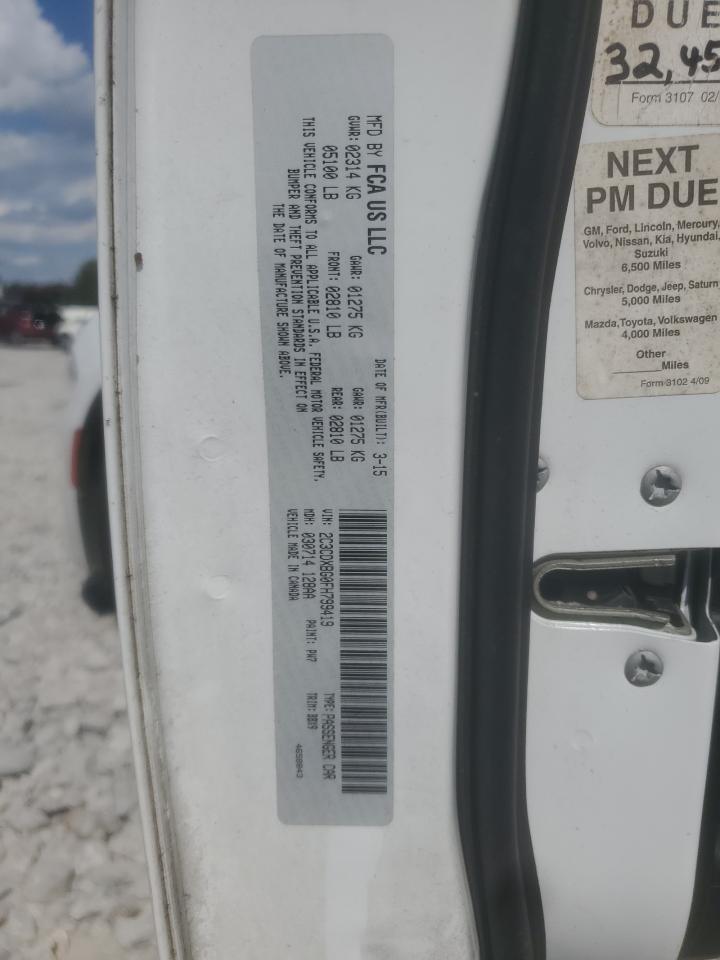 MFD BY FCA US LLC
DATE OF MFR(BUILT): 3-15
GVWR: 02314 KG
GAWR: 01275 KG
GAWR: 01275 KG
05100 LB
FRONT: 02810 LB
REAR: 02810 LB
THIS VEHICLE CONFORMS TO ALL APPLICABLE U.S.A. FEDERAL MOTOR VEHICLE SAFETY,
BUMPER AND THEFT PREVENTION STANDARDS IN EFFECT ON
THE DATE OF MANUFACTURE SHOWN ABOVE.
VIN: 2C3CDXBG0FH799419
TYPE: PASSENGER CAR
MDH: 030714 128AA
PAINT: PW7
TRIM: BBX9
VEHICLE MADE IN CANADA
4658843
DUE
32,45
Form 3107 02/
NEXT
PM DUE
GM, Ford, Lincoln, Mercury,
Volvo, Nissan, Kia, Hyundai,
Suzuki
6,500 Miles
Chrysler, Dodge, Jeep, Saturn
5,000 Miles
Mazda,Toyota, Volkswagen
4,000 Miles
Other
Miles
Form 3102 4/09